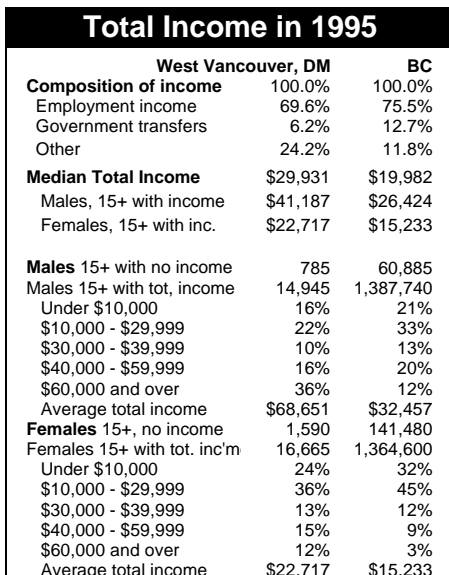 Total Income in 1995
West Vancouver, DM BC
Composition of income 100.0% 100.0%
Employment income 69.6% 75.5%
Government transfers 6.2% 12.7%
Other 24.2% 11.8%
Median Total Income $29,931 $19,982
Males, 15+ with income $41,187 $26,424
Females, 15+ with inc. $22,717 $15,233
Males 15+ with no income 785 60,885
Males 15+ with tot, income 14,945 1,387,740
Under $10,000 16% 21%
$10,000 - $29,999 22% 33%
$30,000 - $39,999 10% 13%
$40,000 - $59,999 16% 20%
$60,000 and over 36% 12%
Average total income $68,651 $32,457
Females 15+, no income 1,590 141,480
Females 15+ with tot. inc'm 16,665 1,364,600
Under $10,000 24% 32%
$10,000 - $29,999 36% 45%
$30,000 - $39,999 13% 12%
$40,000 - $59,999 15% 9%
$60,000 and over 12% 3%
Average total income $22,717 $15,233